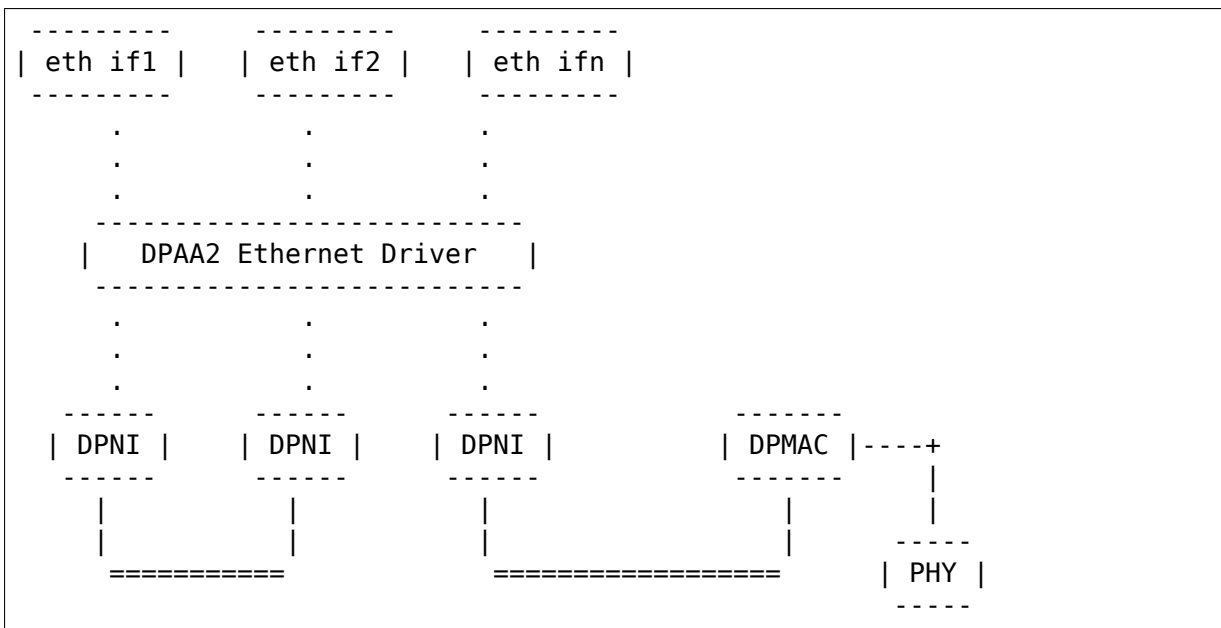 | eth if1 | | eth if2 | | eth ifn |
| DPAA2 Ethernet Driver |
| DPNI | | DPNI | | DPNI | | DPMAC |----+
| PHY |